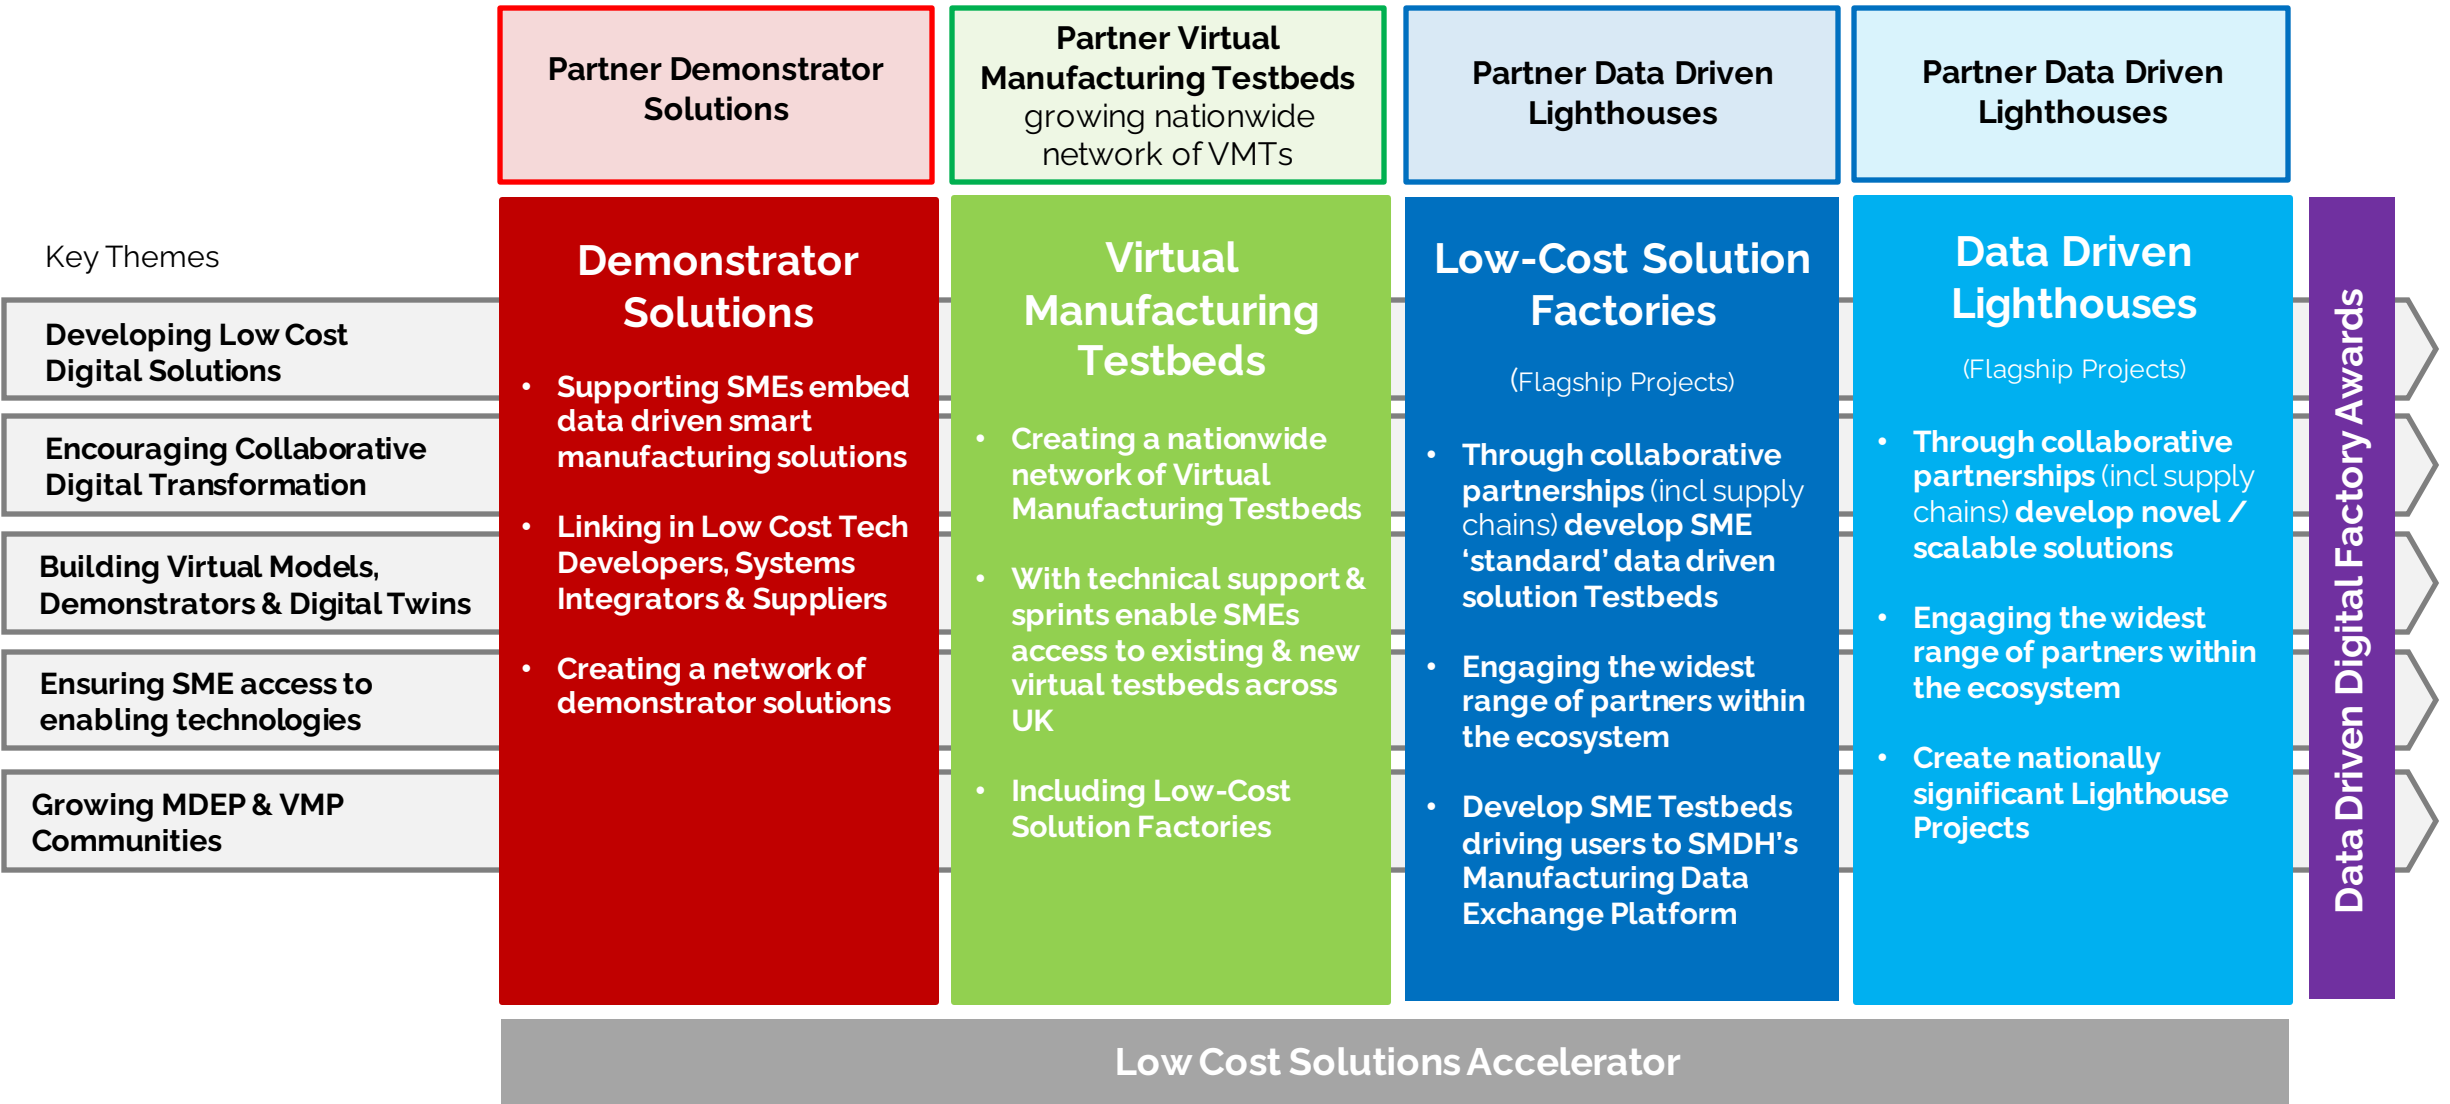 Partner Demonstrator
Solutions
Partner Virtual
Manufacturing Testbeds
growing nationwide
network of VMTs
Partner Data Driven
Lighthouses
Partner Data Driven
Lighthouses
Key Themes
Developing Low Cost
Digital Solutions
Encouraging Collaborative
Digital Transformation
Building Virtual Models,
Demonstrators & Digital Twins
Ensuring SME access to
enabling technologies
Growing MDEP & VMP
Communities
Demonstrator
Solutions
• Supporting SMEs embed
data driven smart
manufacturing solutions
• Linking in Low Cost Tech
Developers, Systems
Integrators & Suppliers
• Creating a network of
demonstrator solutions
Virtual
Manufacturing
Testbeds
• Creating a nationwide
network of Virtual
Manufacturing Testbeds
• With technical support &
sprints enable SMEs
access to existing & new
virtual testbeds across
UK
• Including Low-Cost
Solution Factories
Low-Cost Solution
Factories
(Flagship Projects)
• Through collaborative
partnerships (incl supply
chains) develop SME
‘standard’ data driven
solution Testbeds
• Engaging the widest
range of partners within
the ecosystem
• Develop SME Testbeds
driving users to SMDH’s
Manufacturing Data
Exchange Platform
Data Driven
Lighthouses
(Flagship Projects)
• Through collaborative
partnerships (incl supply
chains) develop novel /
scalable solutions
• Engaging the widest
range of partners within
the ecosystem
• Create nationally
significant Lighthouse
Projects
Data Driven Digital Factory Awards
Low Cost Solutions Accelerator